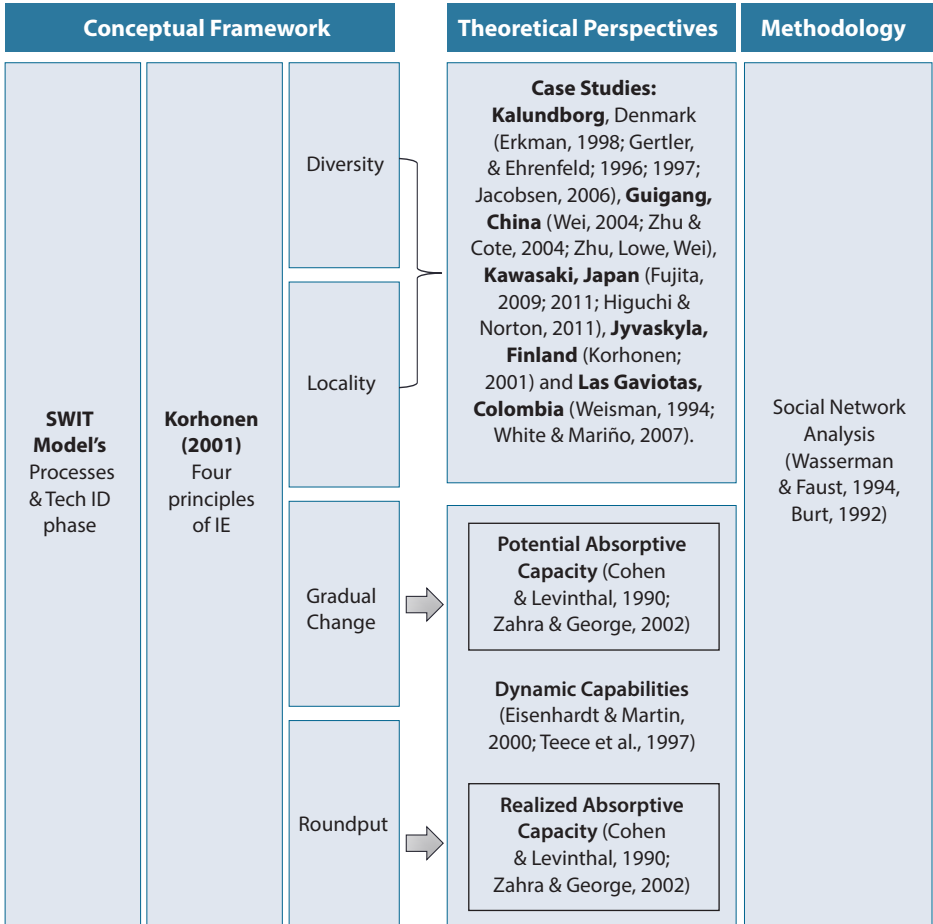 Conceptual Framework
Theoretical Perspectives
Methodology
SWIT
Model's
Processes
& Tech ID
phase
Korhonen
(2001)
Four
principles
of IE
Diversity
Locality
Gradual
Change
Roundput
Case Studies:
Kalundborg, Denmark
(Erkman, 1998; Gertler,
& Ehrenfeld; 1996; 1997;
Jacobsen, 2006), Guigang,
China (Wei, 2004; Zhu &
Cote, 2004; Zhu, Lowe, Wei),
Kawasaki, Japan (Fujita,
2009; 2011; Higuchi &
Norton, 2011), Jyvaskyla,
Finland (Korhonen;
2001) and Las Gaviotas,
Colombia (Weisman, 1994;
White & Mariño, 2007).
Potential Absorptive
Capacity (Cohen
& Levinthal, 1990;
Zahra & George, 2002)
Dynamic Capabilities
(Eisenhardt & Martin,
2000; Teece et al., 1997)
Realized Absorptive
Capacity (Cohen
& Levinthal, 1990;
Zahra & George, 2002)
Social Network
Analysis
(Wasserman
& Faust, 1994,
Burt, 1992)